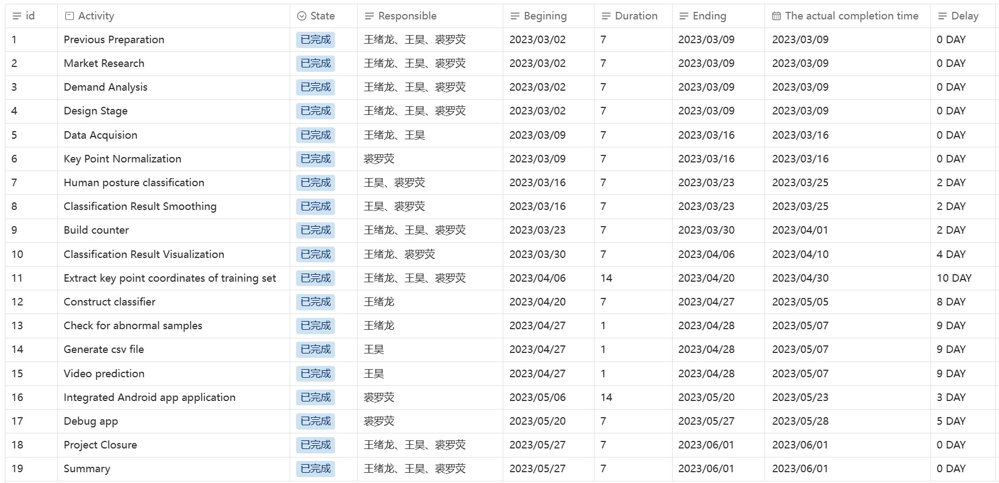 id Activity State Responsible Begining Duration Ending The actual completion time Delay
1 Previous Preparation 已完成 王绪龙、王昊、裘罗荧 2023/03/02 7 2023/03/09 2023/03/09 0 DAY
2 Market Research 已完成 王绪龙、王昊、裘罗荧 2023/03/02 7 2023/03/09 2023/03/09 0 DAY
3 Demand Analysis 已完成 王绪龙、王昊、裘罗荧 2023/03/02 7 2023/03/09 2023/03/09 0 DAY
4 Design Stage 已完成 王绪龙、王昊、裘罗荧 2023/03/02 7 2023/03/09 2023/03/09 0 DAY
5 Data Acquision 已完成 王绪龙、王昊 2023/03/09 7 2023/03/16 2023/03/16 0 DAY
6 Key Point Normalization 已完成 裘罗荧 2023/03/09 7 2023/03/16 2023/03/16 0 DAY
7 Human posture classification 已完成 王昊、裘罗荧 2023/03/16 7 2023/03/23 2023/03/25 2 DAY
8 Classification Result Smoothing 已完成 王昊、裘罗荧 2023/03/16 7 2023/03/23 2023/03/25 2 DAY
9 Build counter 已完成 王绪龙、王昊、裘罗荧 2023/03/23 7 2023/03/30 2023/04/01 2 DAY
10 Classification Result Visualization 已完成 王绪龙、裘罗荧 2023/03/30 7 2023/04/06 2023/04/10 4 DAY
11 Extract key point coordinates of training set 已完成 王绪龙、王昊、裘罗荧 2023/04/06 14 2023/04/20 2023/04/30 10 DAY
12 Construct classifier 已完成 王绪龙 2023/04/20 7 2023/04/27 2023/05/05 8 DAY
13 Check for abnormal samples 已完成 王绪龙 2023/04/27 1 2023/04/28 2023/05/07 9 DAY
14 Generate csv file 已完成 王昊 2023/04/27 1 2023/04/28 2023/05/07 9 DAY
15 Video prediction 已完成 王昊 2023/04/27 1 2023/04/28 2023/05/07 9 DAY
16 Integrated Android app application 已完成 裘罗荧 2023/05/06 14 2023/05/20 2023/05/23 3 DAY
17 Debug app 已完成 裘罗荧 2023/05/20 7 2023/05/27 2023/05/28 5 DAY
18 Project Closure 已完成 王绪龙、王昊、裘罗荧 2023/05/27 7 2023/06/01 2023/06/01 0 DAY
19 Summary 已完成 王绪龙、王昊、裘罗荧 2023/05/27 7 2023/06/01 2023/06/01 0 DAY